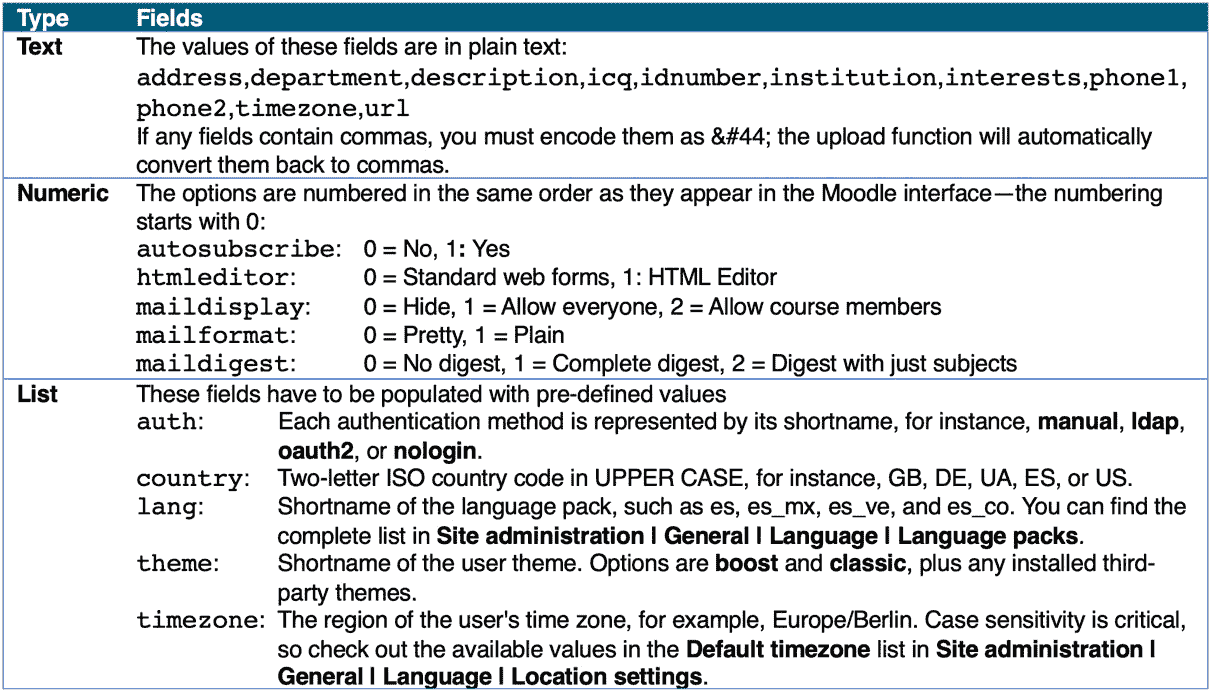 Type Fields
Text The values of these fields are in plain text:
address,department,description,icq,idnumber,institution,interests,phone1,
phone2,timezone,url
If any fields contain commas, you must encode them as &#44; the upload function will automatically
convert them back to commas.
Numeric The options are numbered in the same order as they appear in the Moodle interface—the numbering
starts with 0:
autosubscribe: 0 = No, 1: Yes
htmleditor: 0 = Standard web forms, 1: HTML Editor
maildisplay: 0 = Hide, 1 = Allow everyone, 2 = Allow course members
mailformat: 0 = Pretty, 1 = Plain
maildigest: 0 = No digest, 1 = Complete digest, 2 = Digest with just subjects
List These fields have to be populated with pre-defined values
auth: Each authentication method is represented by its shortname, for instance, manual, ldap,
oauth2, or nologin.
country: Two-letter ISO country code in UPPER CASE, for instance, GB, DE, UA, ES, or US.
lang: Shortname of the language pack, such as es, es_mx, es_ve, and es_co. You can find the
complete list in Site administration | General | Language | Language packs.
theme: Shortname of the user theme. Options are boost and classic, plus any installed third-
party themes.
timezone: The region of the user's time zone, for example, Europe/Berlin. Case sensitivity is critical,
so check out the available values in the Default timezone list in Site administration |
General | Language | Location settings.